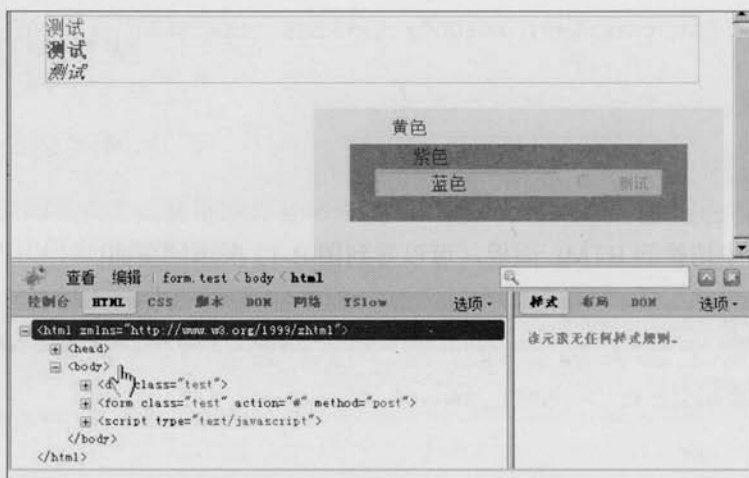 测试
测试
测试
黄色
紫色
蓝色
测试
查看 编辑 form.test < body < html
控制台 HTML CSS 脚本 DOM 网络 YSlow 选项
样式 布局 DOM 选项
<html xmlns="http://www.w3.org/1999/xhtml">
该元素无任何样式规则。
<head>
<body>
class="test">
<form class="test" action="#" method="post">
<script type="text/javascript">
</body>
</html>